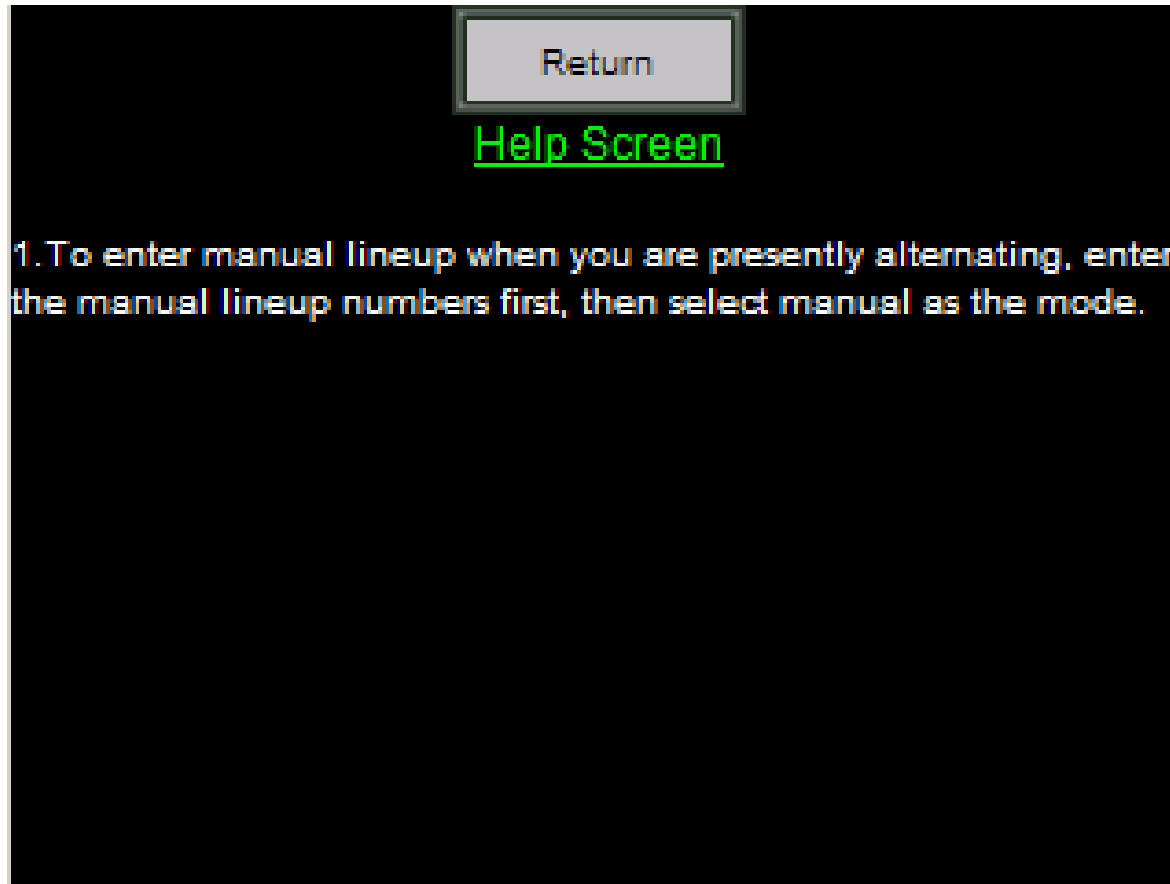 Return
Help Screen
1.To enter manual lineup when you are presently alternating, enter
the manual lineup numbers first, then select manual as the mode.